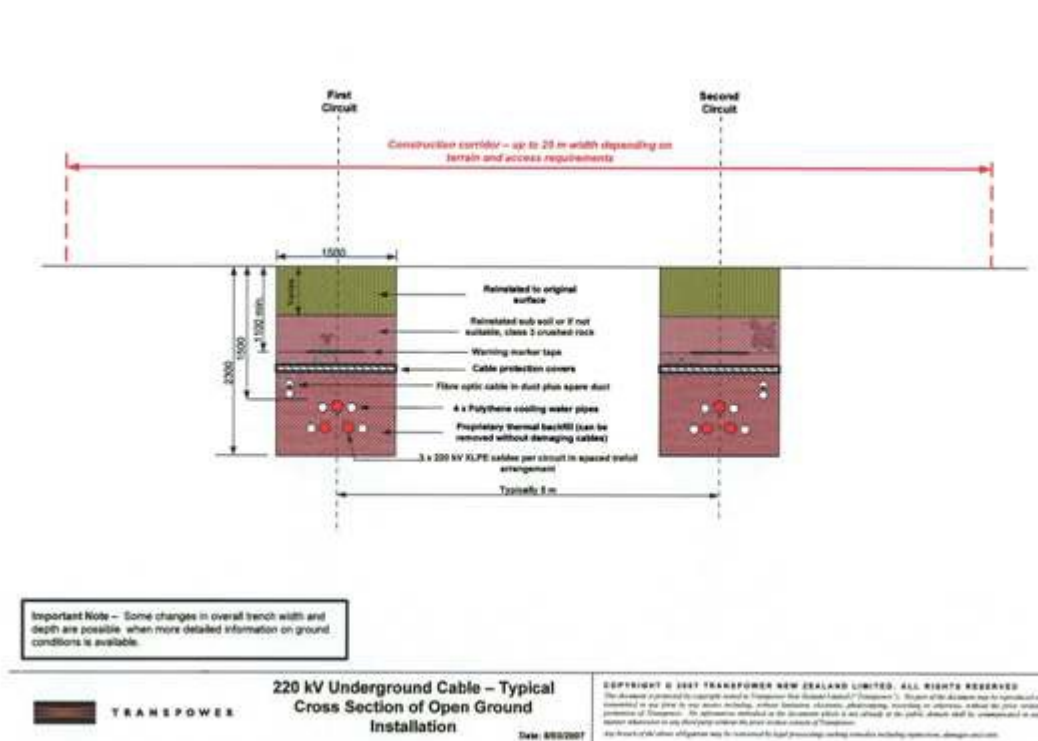 First
Circuit
Second
Circuit
Construction corridor – up to 25 m width depending on
terrain and access requirements
1500
Varies
1100 min.
1500
2300
Reinstated to original
surface
Reinstated sub soil or if not
suitable, class 3 crushed rock
Warning marker tape
Cable protection covers
Fibre optic cable in duct plus spare duct
4 x Polythene cooling water pipes
Proprietary thermal backfill (can be
removed without damaging cables)
3 x 220 kV XLPE cables per circuit in spaced trefoil
arrangement
Typically 5 m
Important Note – Some changes in overall trench width and
depth are possible when more detailed information on ground
conditions is available.
TRANSPOWER
220 kV Underground Cable – Typical
Cross Section of Open Ground
Installation
Date:
COPYRIGHT © 2007 TRANSPOWER NEW ZEALAND LIMITED. ALL RIGHTS RESERVED